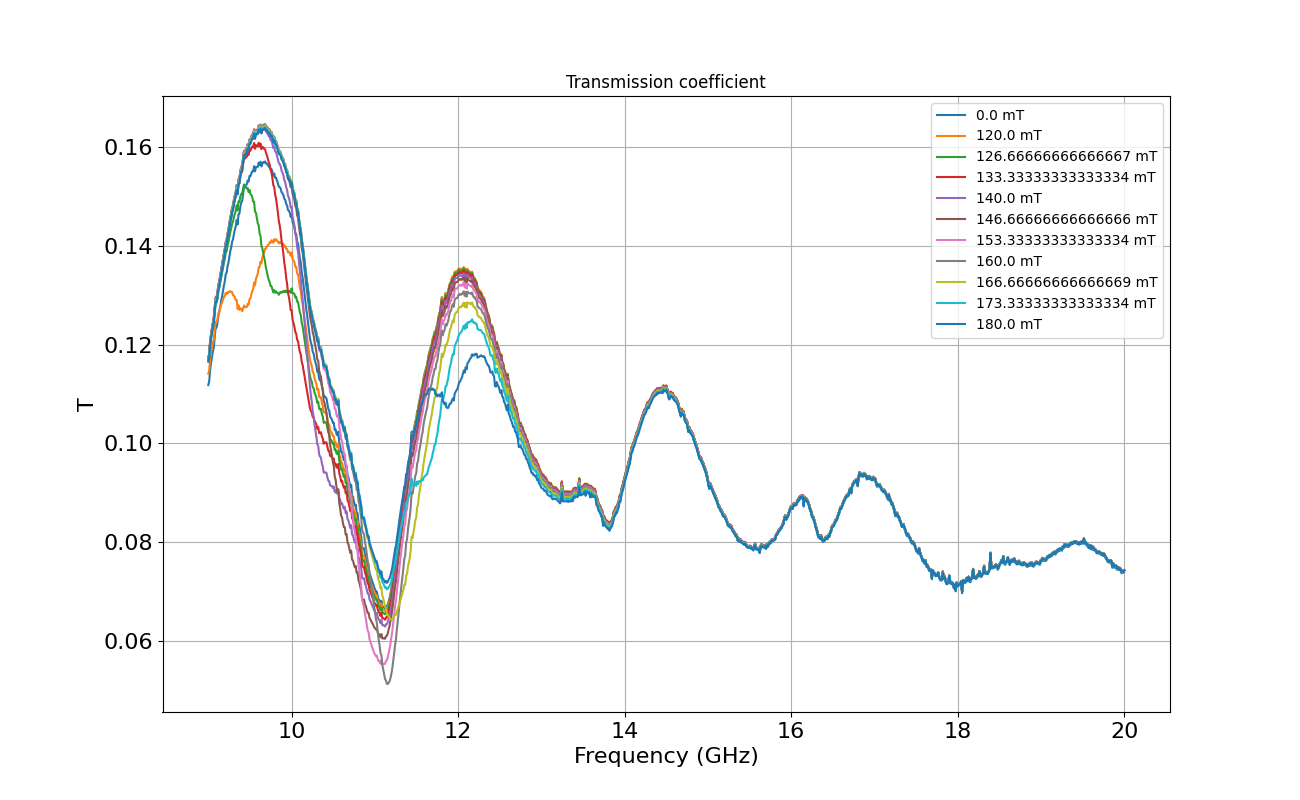 Transmission coefficient
T
0.16
0.14
0.12
0.10
0.08
0.06
0.0 mT
120.0 mT
126.66666666666667 mT
133.33333333333334 mT
140.0 mT
146.66666666666666 mT
153.33333333333334 mT
160.0 mT
166.66666666666669 mT
173.33333333333334 mT
180.0 mT
10 12 14 16 18 20
Frequency (GHz)